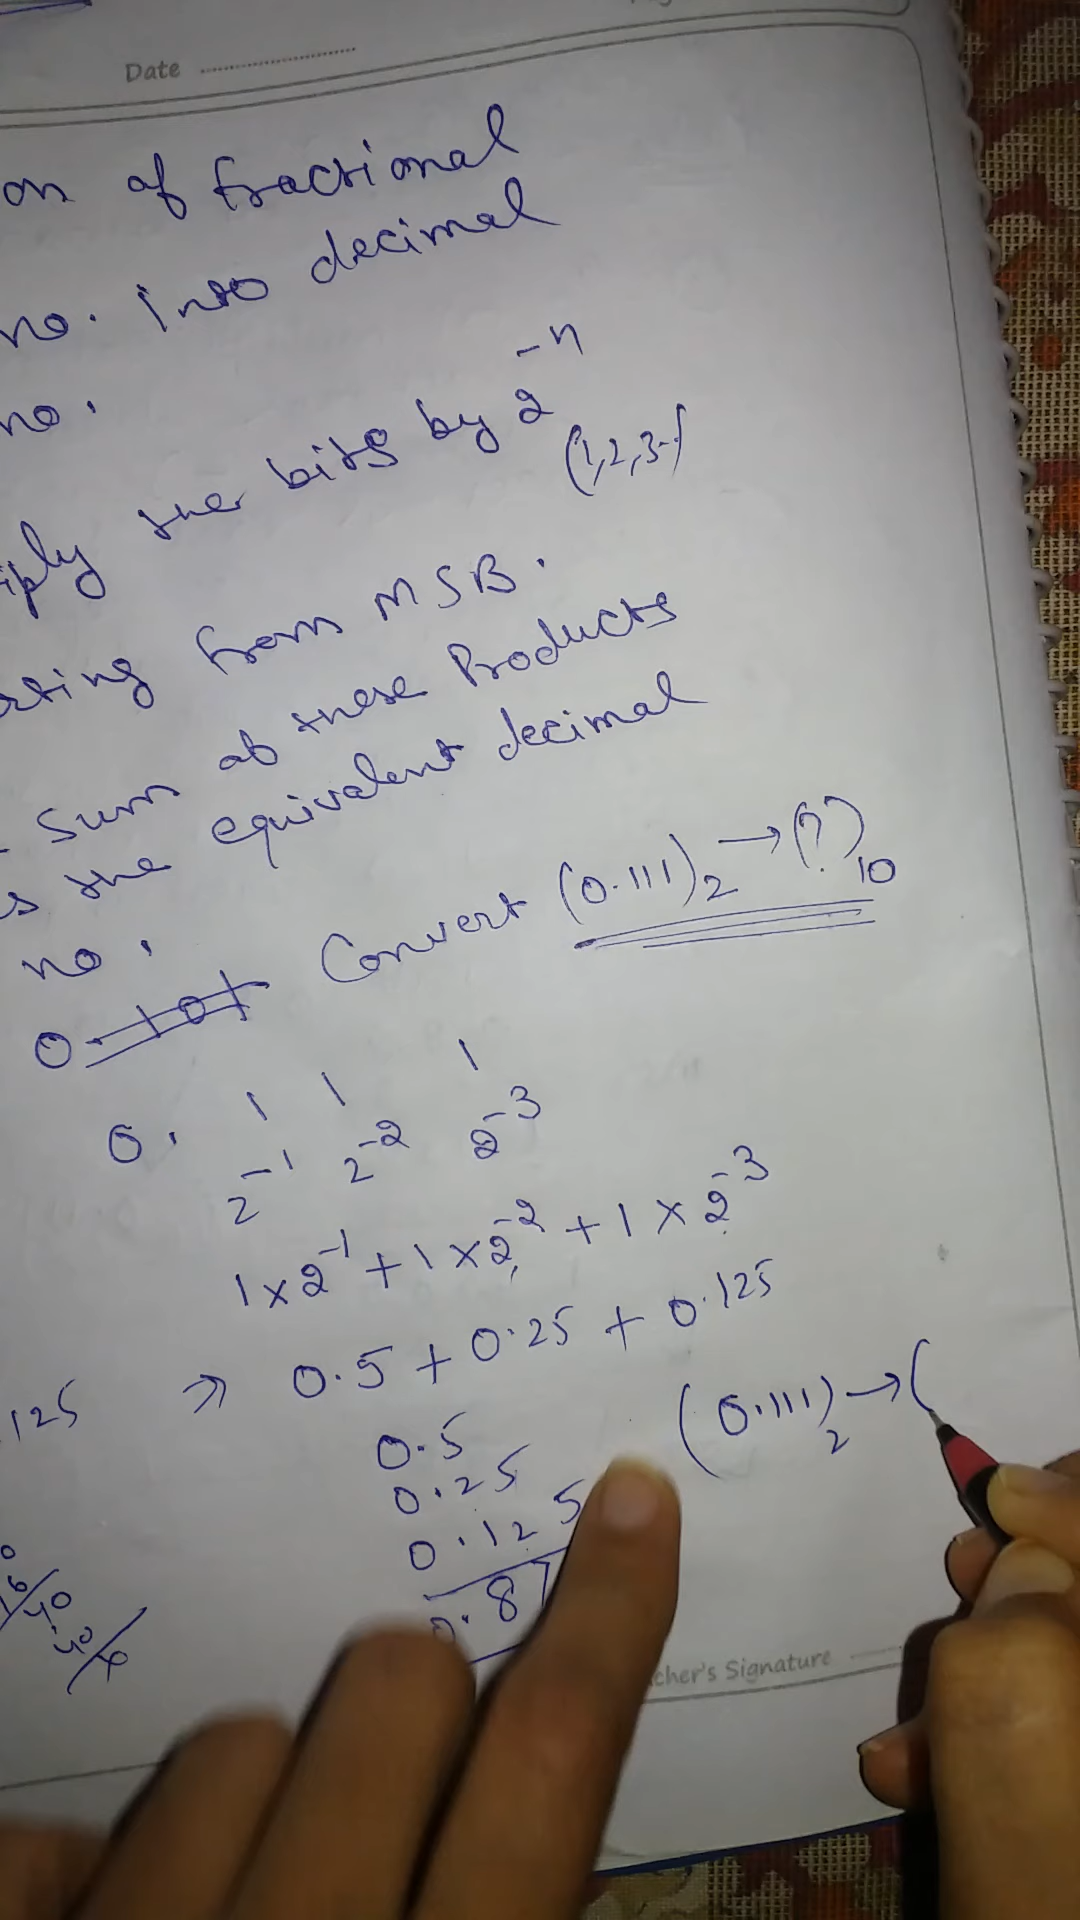 Date
on of fractional
no. into decimal
no.
iply the bits by 2⁻ⁿ
(1,2,3-)
rting from MSB.
- Sum of these Products
s the equivalent decimal
no.
Convert (0.111)₂ → (?)₁₀
0. 1 1 1
2⁻¹ 2⁻² 2⁻³
1×2⁻¹ + 1×2⁻² + 1×2⁻³
⇒ 0.5 + 0.25 + 0.125
125
0.5
0.25
0.125
0.87
(0.111)₂ → (
cher's Signature